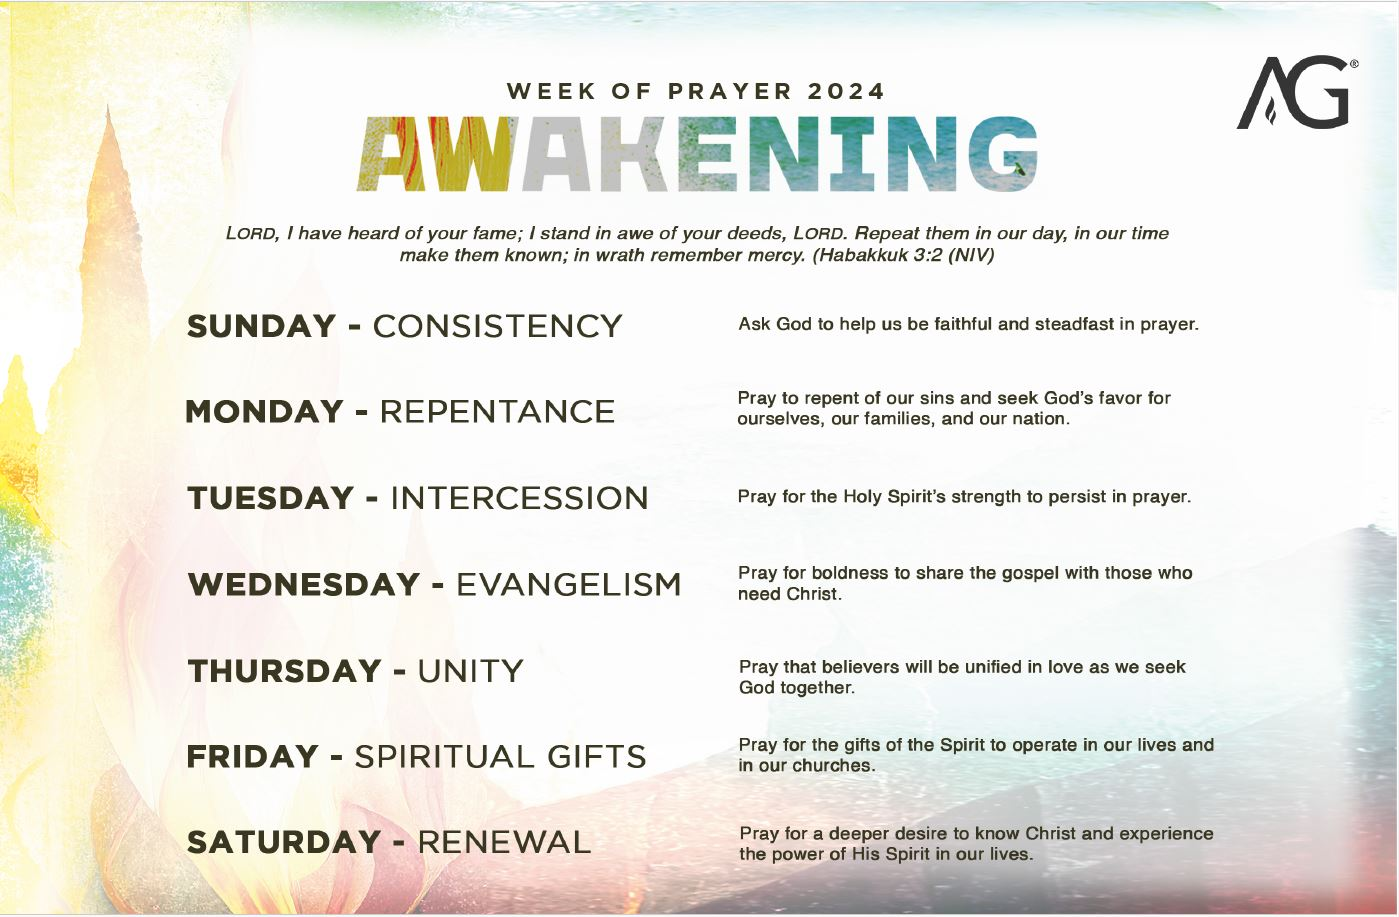 WEEK OF PRAYER 2024
AG®
AWAKENING
LORD, I have heard of your fame; I stand in awe of your deeds, LORD. Repeat them in our day, in our time
make them known; in wrath remember mercy. (Habakkuk 3:2 (NIV)
SUNDAY - CONSISTENCY
Ask God to help us be faithful and steadfast in prayer.
MONDAY - REPENTANCE
Pray to repent of our sins and seek God’s favor for
ourselves, our families, and our nation.
TUESDAY - INTERCESSION
Pray for the Holy Spirit’s strength to persist in prayer.
WEDNESDAY - EVANGELISM
Pray for boldness to share the gospel with those who
need Christ.
THURSDAY - UNITY
Pray that believers will be unified in love as we seek
God together.
FRIDAY - SPIRITUAL GIFTS
Pray for the gifts of the Spirit to operate in our lives and
in our churches.
SATURDAY - RENEWAL
Pray for a deeper desire to know Christ and experience
the power of His Spirit in our lives.